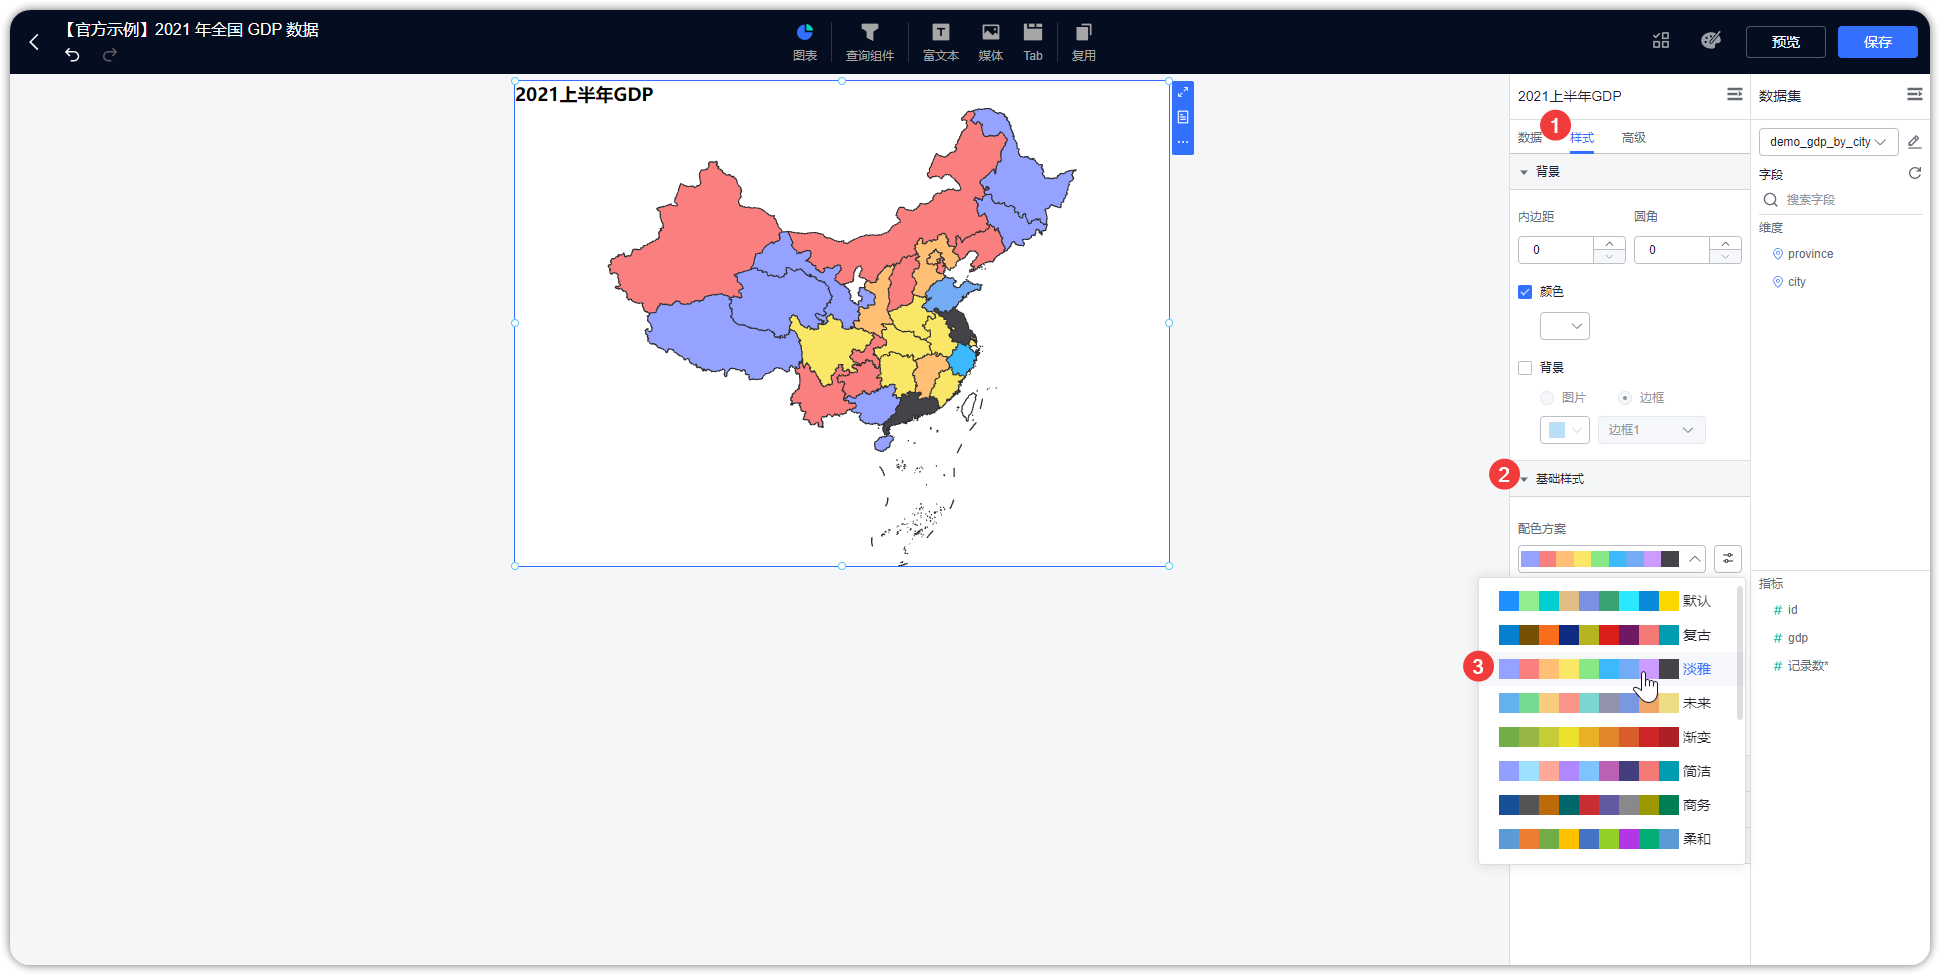 【官方示例】2021 年全国 GDP 数据
图表
查询组件
富文本
媒体
Tab
复用
预览
保存
2021上半年GDP
2021上半年GDP
数据
1
样式
高级
背景
内边距
圆角
0
0
颜色
背景
图片
边框
边框1
2
基础样式
配色方案
默认
复古
3
淡雅
未来
渐变
简洁
商务
柔和
数据集
demo_gdp_by_city
字段
搜索字段
维度
province
city
指标
# id
# gdp
# 记录数*